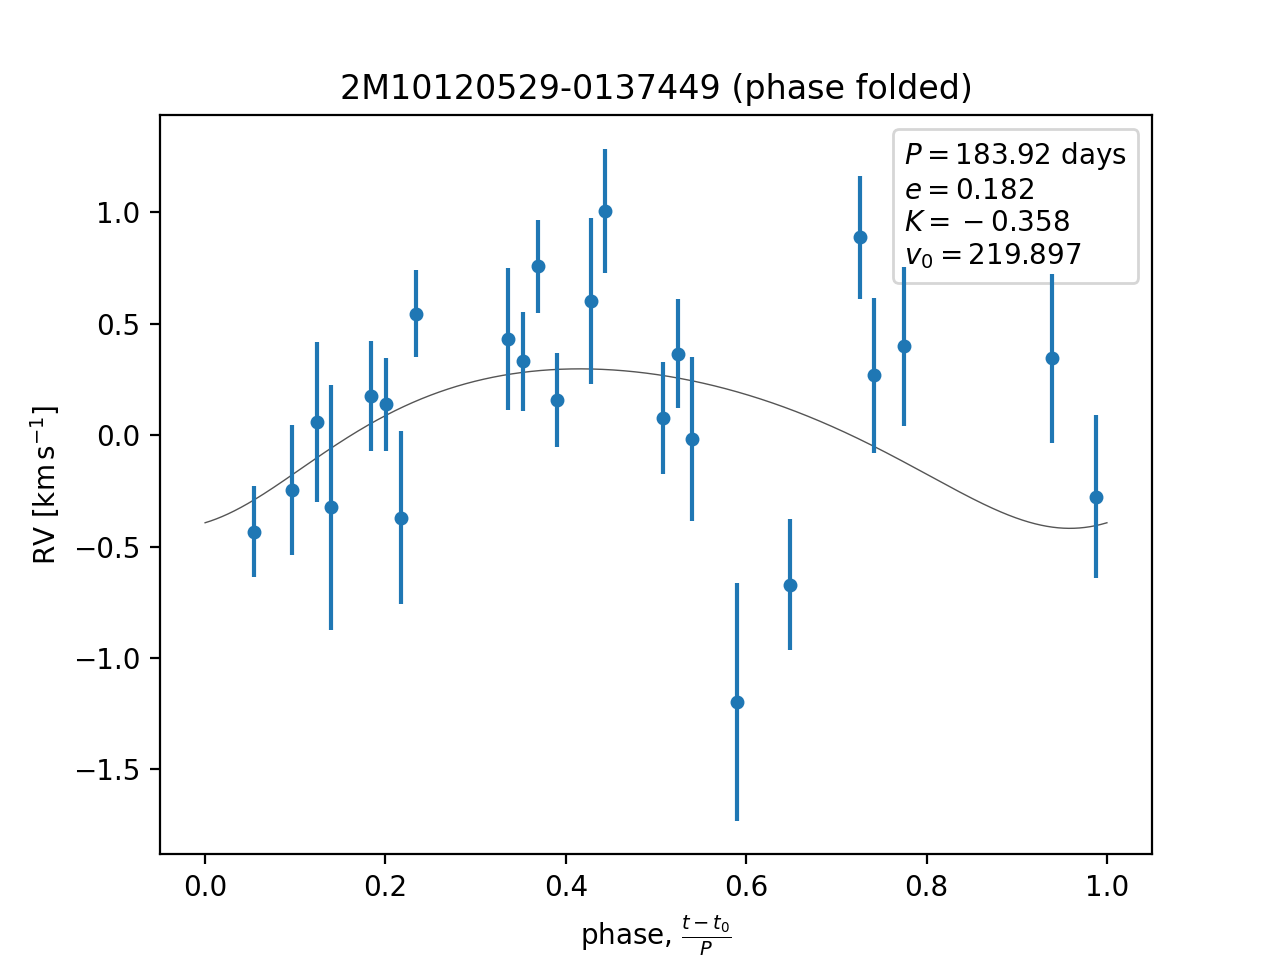 2M10120529-0137449 (phase folded)
P = 183.92 days
e = 0.182
K = −0.358
v₀ = 219.897
RV [km s⁻¹]
1.0
0.5
0.0
−0.5
−1.0
−1.5
0.0 0.2 0.4 0.6 0.8 1.0
phase, (t − t₀)/P